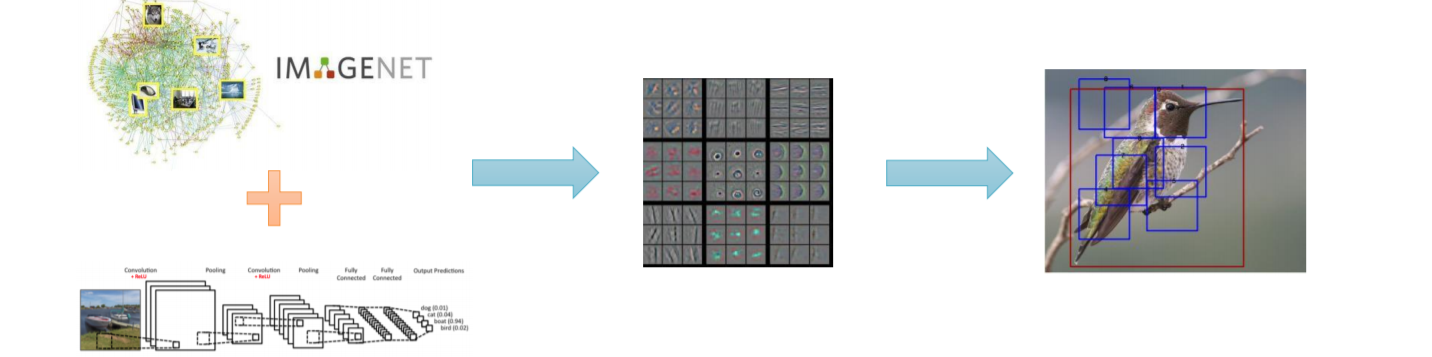 IMAGENET
Convolution
+ ReLU
Pooling
Convolution
+ ReLU
Pooling
Fully
Connected
Fully
Connected
Output Predictions
dog (0.01)
cat (0.04)
boat (0.94)
bird (0.02)